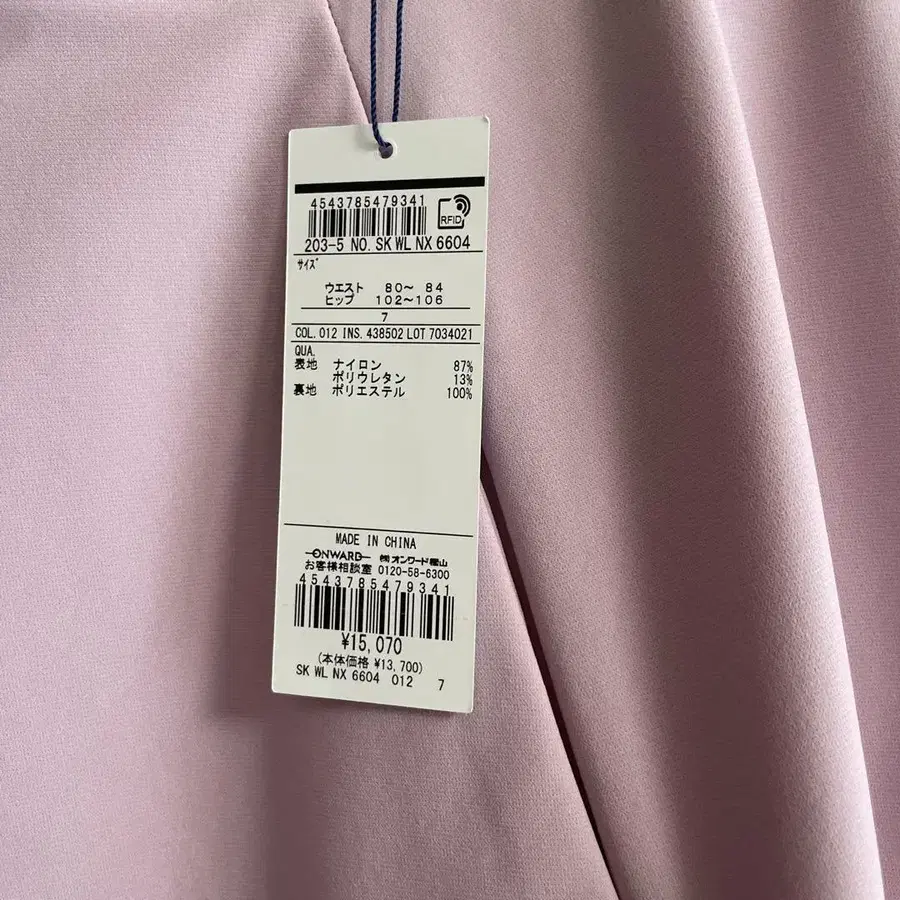 4543785479341
RFID
203-5 NO. SK WL NX 6604
サイズ
ウエスト 80～ 84
ヒップ 102～106
7
COL. 012 INS. 438502 LOT 7034021
QUA.
表地 ナイロン 87%
ポリウレタン 13%
裏地 ポリエステル 100%
MADE IN CHINA
ONWARD ㈱オンワード樫山
お客様相談室 0120-58-6300
4543785479341
¥15,070
(本体価格 ¥13,700)
SK WL NX 6604 012 7